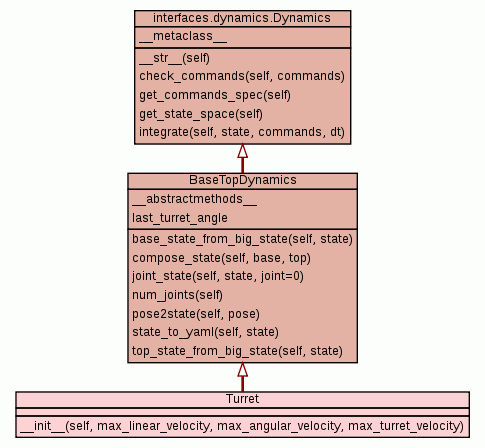 interfaces.dynamics.Dynamics
__metaclass__
__str__(self)
check_commands(self, commands)
get_commands_spec(self)
get_state_space(self)
integrate(self, state, commands, dt)
BaseTopDynamics
__abstractmethods__
last_turret_angle
base_state_from_big_state(self, state)
compose_state(self, base, top)
joint_state(self, state, joint=0)
num_joints(self)
pose2state(self, pose)
state_to_yaml(self, state)
top_state_from_big_state(self, state)
Turret
__init__(self, max_linear_velocity, max_angular_velocity, max_turret_velocity)